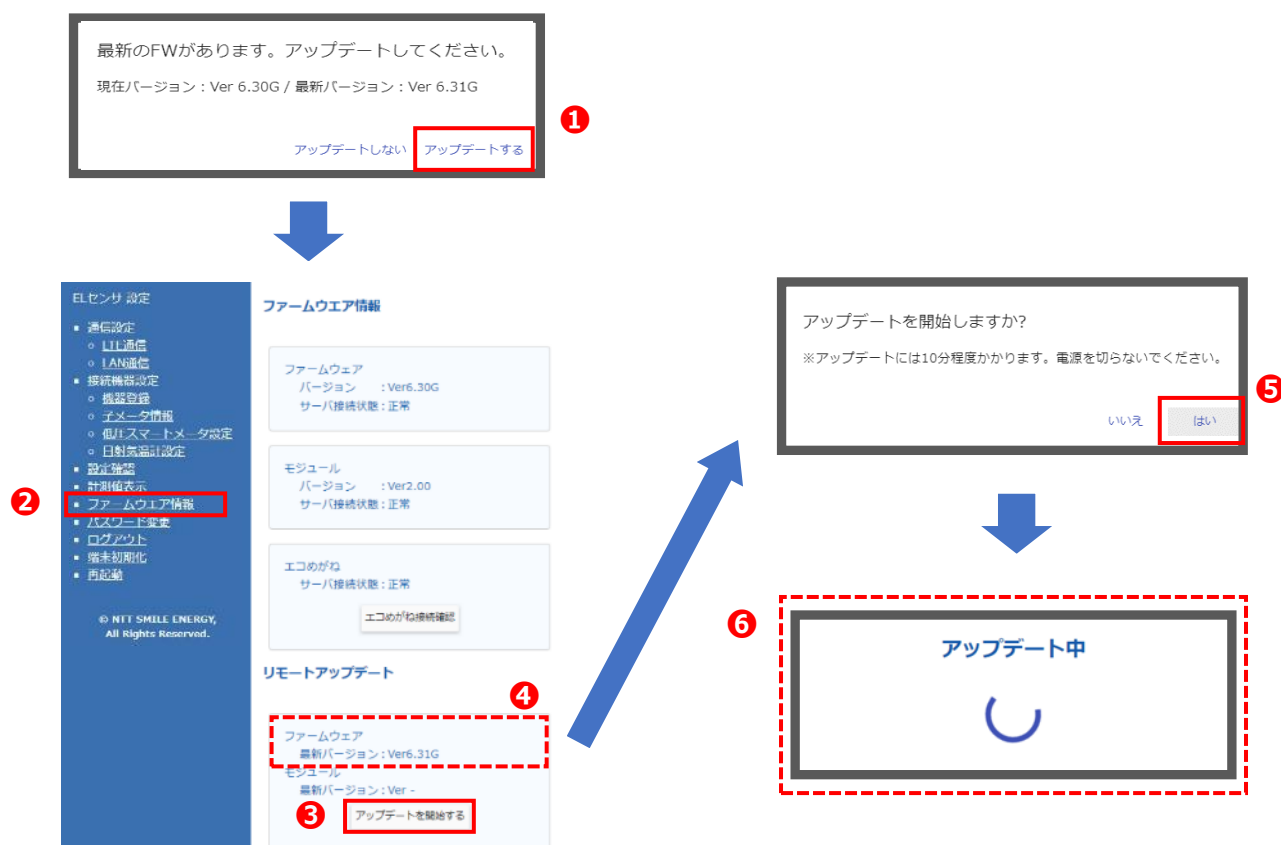 最新のFWがあります。アップデートしてください。
現在バージョン：Ver 6.30G / 最新バージョン：Ver 6.31G
アップデートしない アップデートする
❶
ELセンサ 設定
通信設定
LTE通信
LAN通信
接続機器設定
機器登録
子メータ情報
低圧スマートメータ設定
日射気温計設定
設定確認
計測値表示
❷
ファームウエア情報
パスワード変更
ログアウト
端末初期化
再起動
© NTT SMILE ENERGY,
All Rights Reserved.
ファームウエア情報
ファームウェア
バージョン ：Ver6.30G
サーバ接続状態：正常
モジュール
バージョン ：Ver2.00
サーバ接続状態：正常
エコめがね
サーバ接続状態：正常
エコめがね接続確認
リモートアップデート
❹
ファームウェア
最新バージョン：Ver6.31G
モジュール
最新バージョン：Ver -
❸
アップデートを開始する
アップデートを開始しますか?
※アップデートには10分程度かかります。電源を切らないでください。
❺
いいえ はい
❻
アップデート中